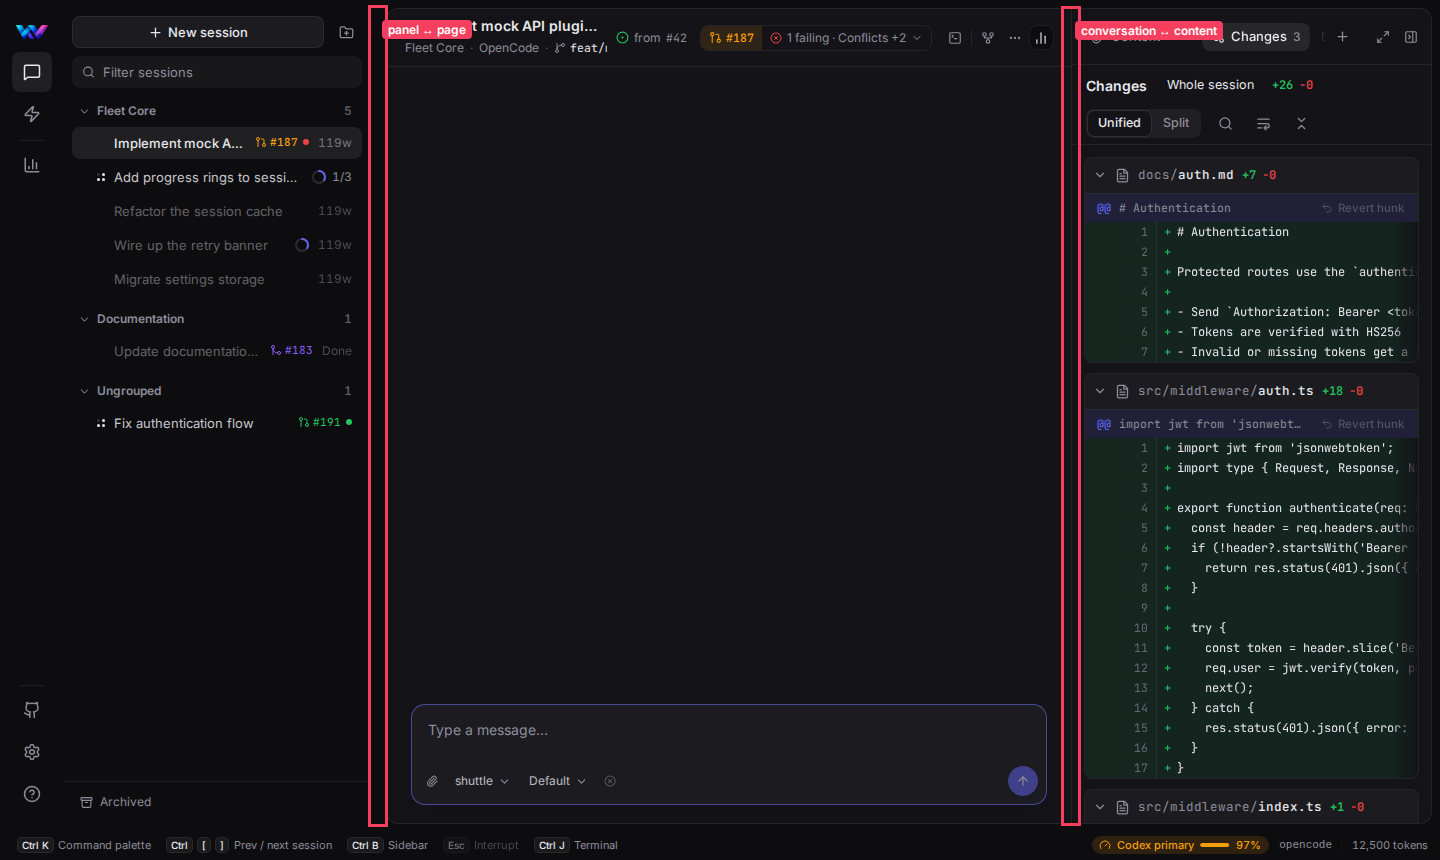 New session
Filter sessions
Fleet Core 5
Implement mock A... #187 119w
Add progress rings to sessi... 1/3
Refactor the session cache 119w
Wire up the retry banner 119w
Migrate settings storage 119w
Documentation 1
Update documentatio... #183 Done
Ungrouped 1
Fix authentication flow #191
Archived
panel ↔ page
t mock API plugi...
from #42
#187
1 failing · Conflicts +2
Fleet Core · OpenCode · feat/
Type a message...
shuttle
Default
conversation ↔ content
Changes 3
Changes Whole session +26 -0
Unified Split
docs/auth.md +7 -0
@@ # Authentication Revert hunk
1 + # Authentication
2 +
3 + Protected routes use the `authenti
4 +
5 + - Send `Authorization: Bearer <tok
6 + - Tokens are verified with HS256
7 + - Invalid or missing tokens get a
src/middleware/auth.ts +18 -0
@@ import jwt from 'jsonwebt… Revert hunk
1 + import jwt from 'jsonwebtoken';
2 + import type { Request, Response, N
3 +
4 + export function authenticate(req:
5 + const header = req.headers.autho
6 + if (!header?.startsWith('Bearer
7 + return res.status(401).json({
8 + }
9 +
10 + try {
11 + const token = header.slice('Be
12 + req.user = jwt.verify(token, p
13 + next();
14 + } catch {
15 + res.status(401).json({ error:
16 + }
17 + }
src/middleware/index.ts +1 -0
Ctrl K Command palette Ctrl [ ] Prev / next session Ctrl B Sidebar Esc Interrupt Ctrl J Terminal
Codex primary 97% opencode 12,500 tokens